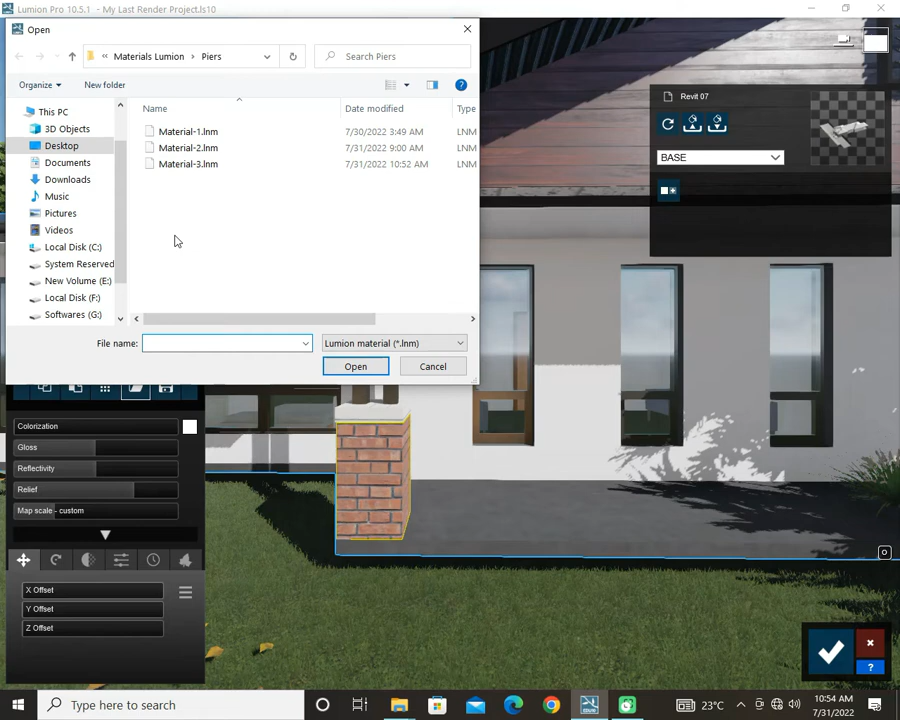 Lumion Pro 10.5.1 - My Last Render Project.ls10
Open
« Materials Lumion › Piers
Search Piers
Organize
New folder
?
Name
Date modified
Type
This PC
3D Objects
Desktop
Documents
Downloads
Music
Pictures
Videos
Local Disk (C:)
System Reserved
New Volume (E:)
Local Disk (F:)
Softwares (G:)
Material-1.lnm 7/30/2022 3:49 AM LNM
Material-2.lnm 7/31/2022 9:00 AM LNM
Material-3.lnm 7/31/2022 10:52 AM LNM
File name:
Lumion material (*.lnm)
Open
Cancel
Revit 07
BASE
Colorization
Gloss
Reflectivity
Relief
Map scale - custom
X Offset
Y Offset
Z Offset
?
Type here to search
23°C
10:54 AM
7/31/2022